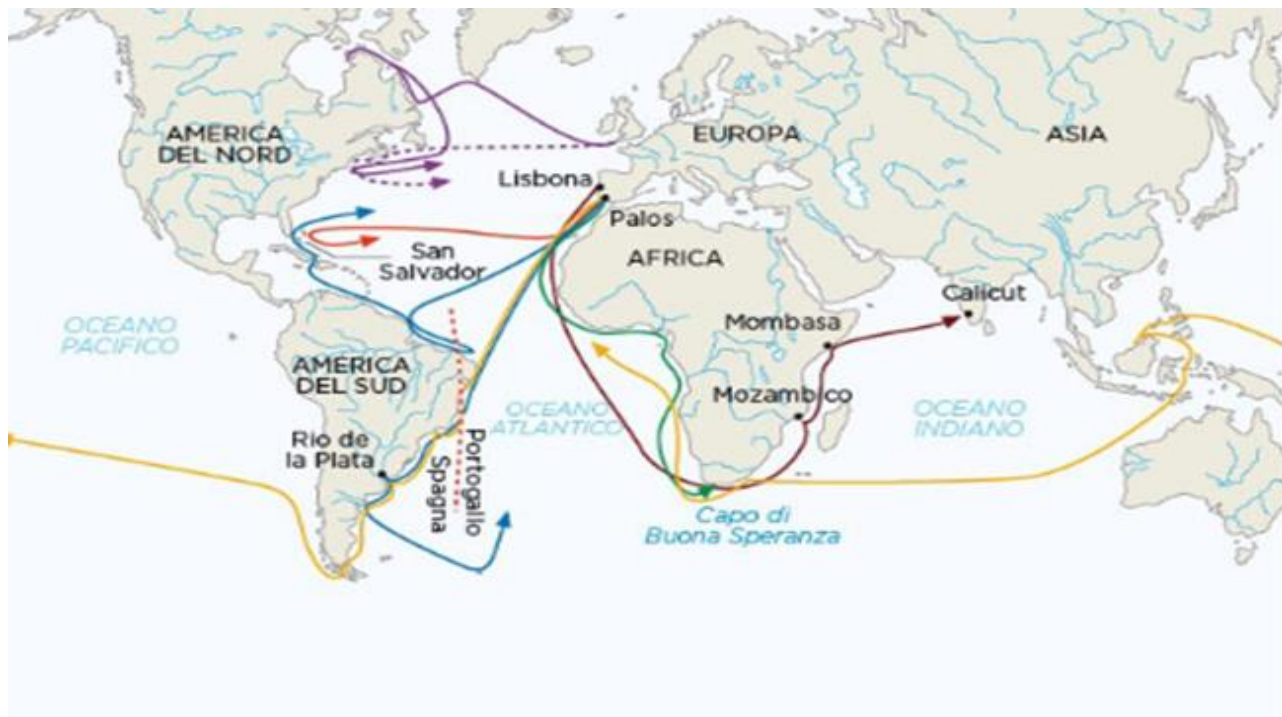 AMERICA
DEL NORD
EUROPA
ASIA
Lisbona
Palos
San
Salvador
AFRICA
Calicut
Mombasa
OCEANO
PACIFICO
AMERICA
DEL SUD
Mozambico
OCEANO
ATLANTICO
OCEANO
INDIANO
Rio de
la Plata
Portogallo
Spagna
Capo di
Buona Speranza